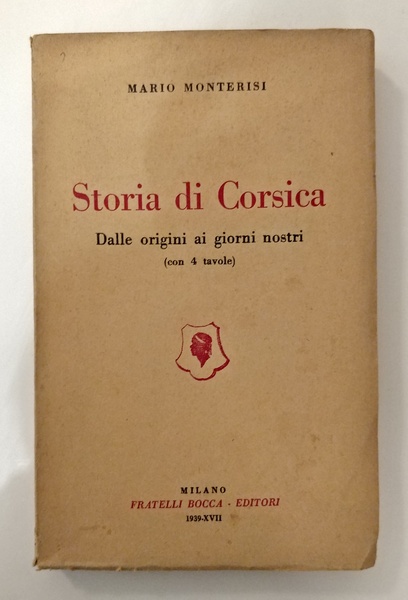 MARIO MONTERISI
Storia di Corsica
Dalle origini ai giorni nostri
(con 4 tavole)
MILANO
FRATELLI BOCCA - EDITORI
1939-XVII